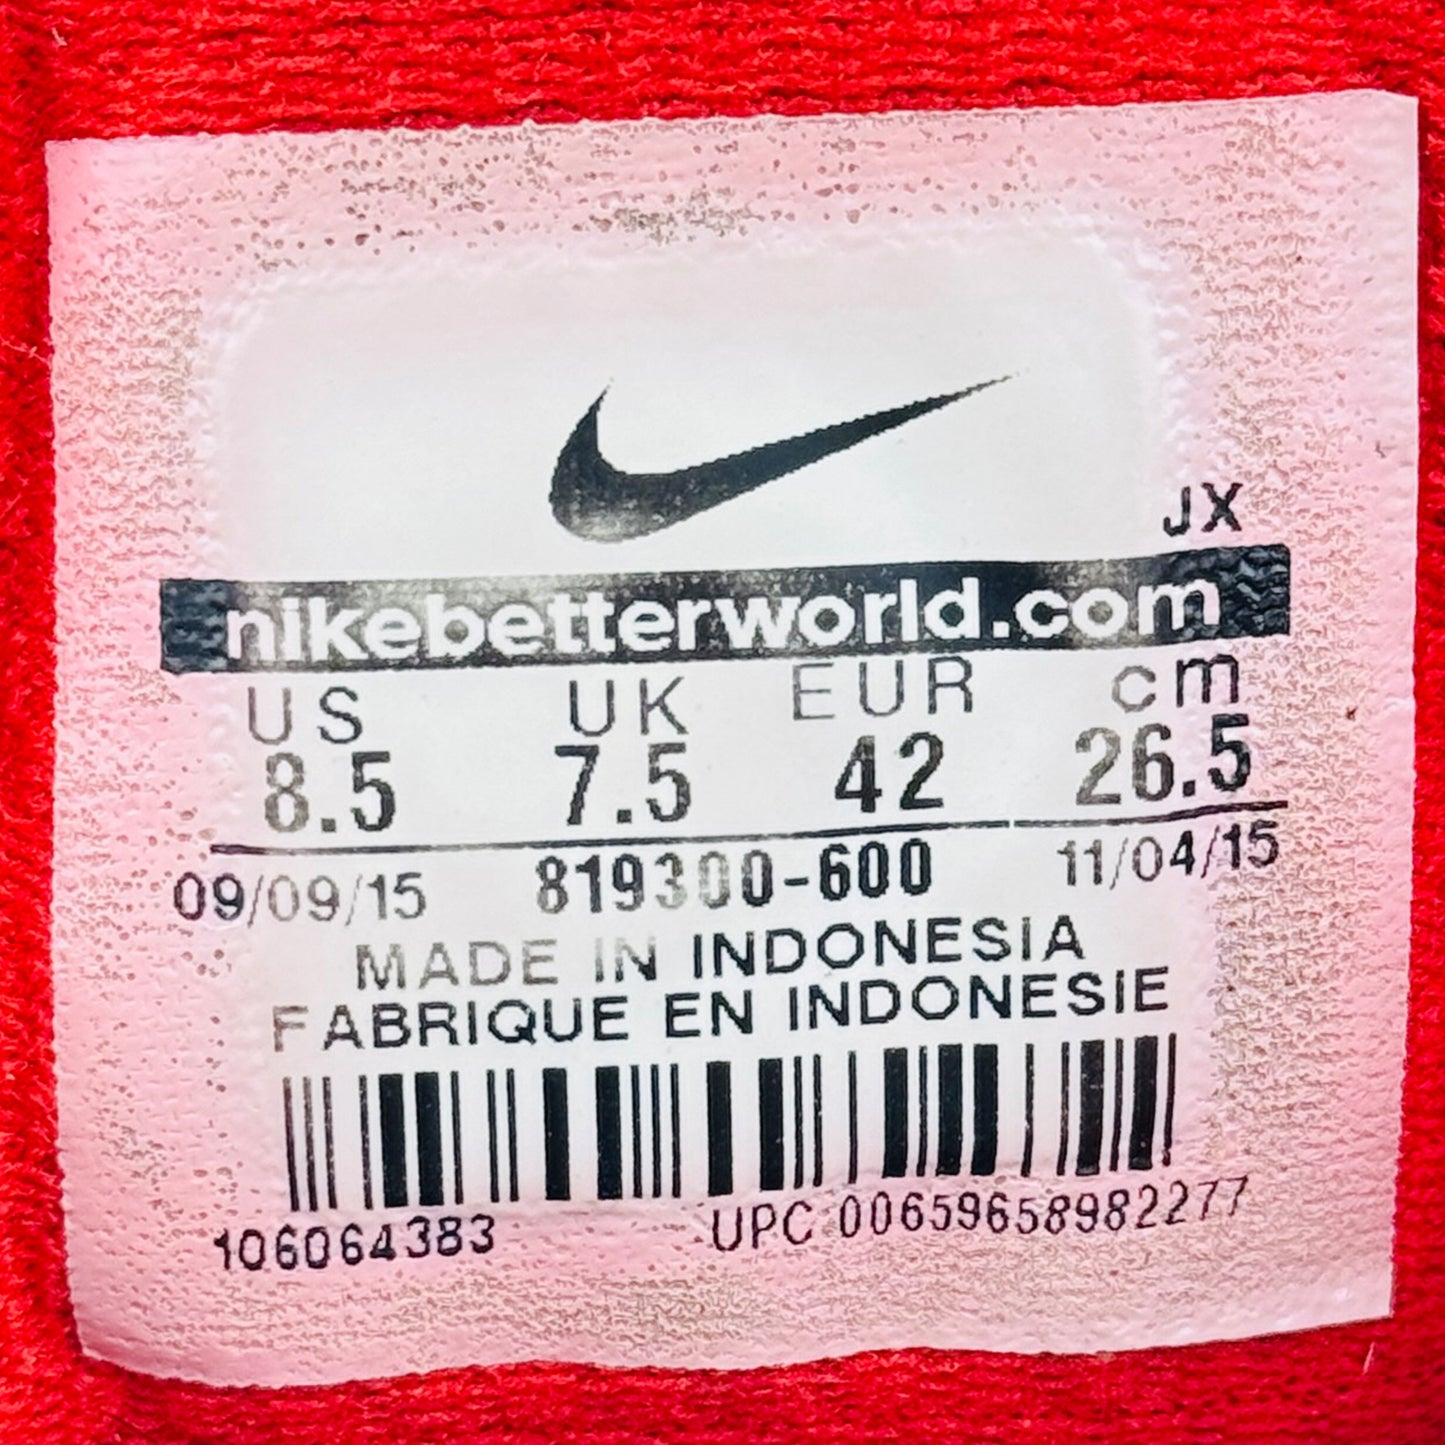 JX
nikebetterworld.com
US UK EUR cm
8.5 7.5 42 26.5
09/09/15 819300-600 11/04/15
MADE IN INDONESIA
FABRIQUE EN INDONESIE
106064383 UPC 00659658982277